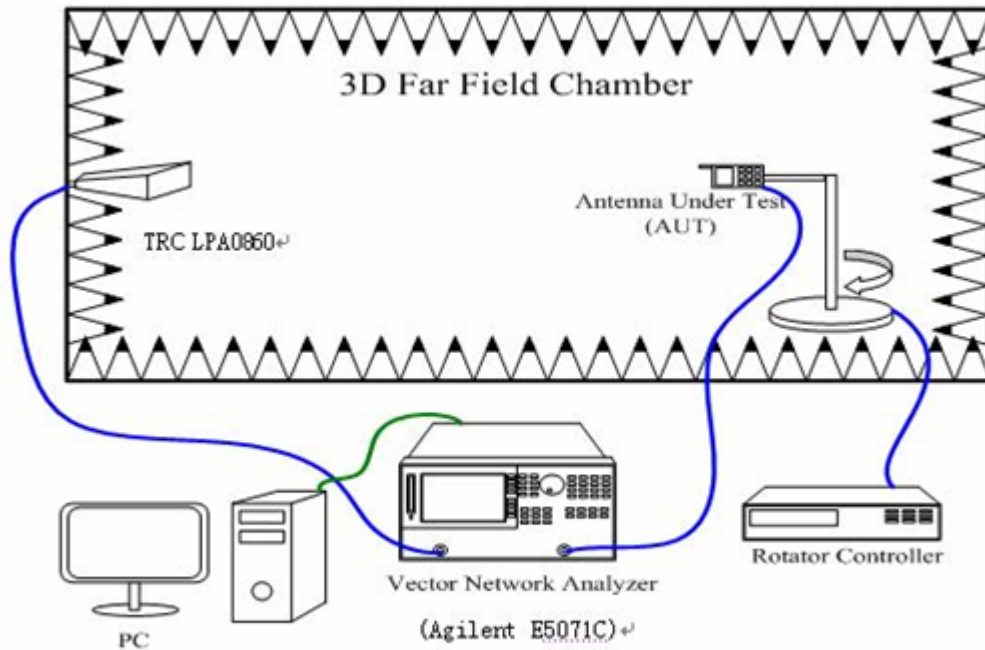 3D Far Field Chamber
TRC LPA0860↵
Antenna Under Test
(AUT)
Vector Network Analyzer
(Agilent E5071C)↵
Rotator Controller
PC